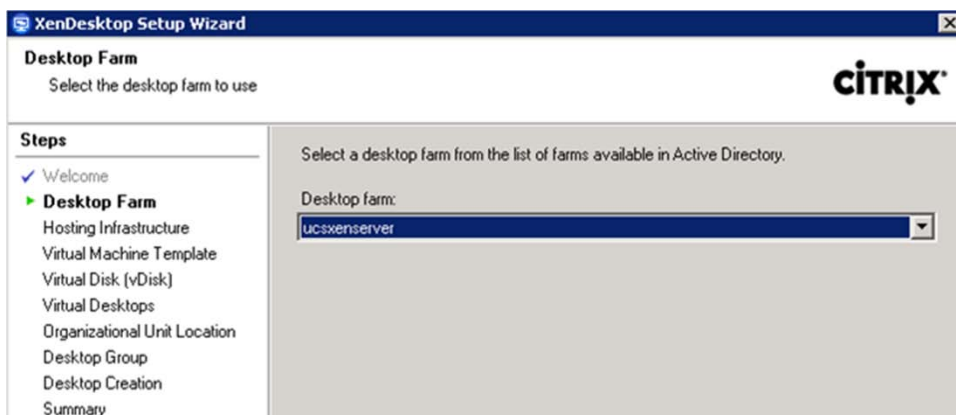 XenDesktop Setup Wizard
Desktop Farm
Select the desktop farm to use
CITRIX
Steps
Welcome
Desktop Farm
Hosting Infrastructure
Virtual Machine Template
Virtual Disk (vDisk)
Virtual Desktops
Organizational Unit Location
Desktop Group
Desktop Creation
Summary
Select a desktop farm from the list of farms available in Active Directory.
Desktop farm:
ucsxenserver